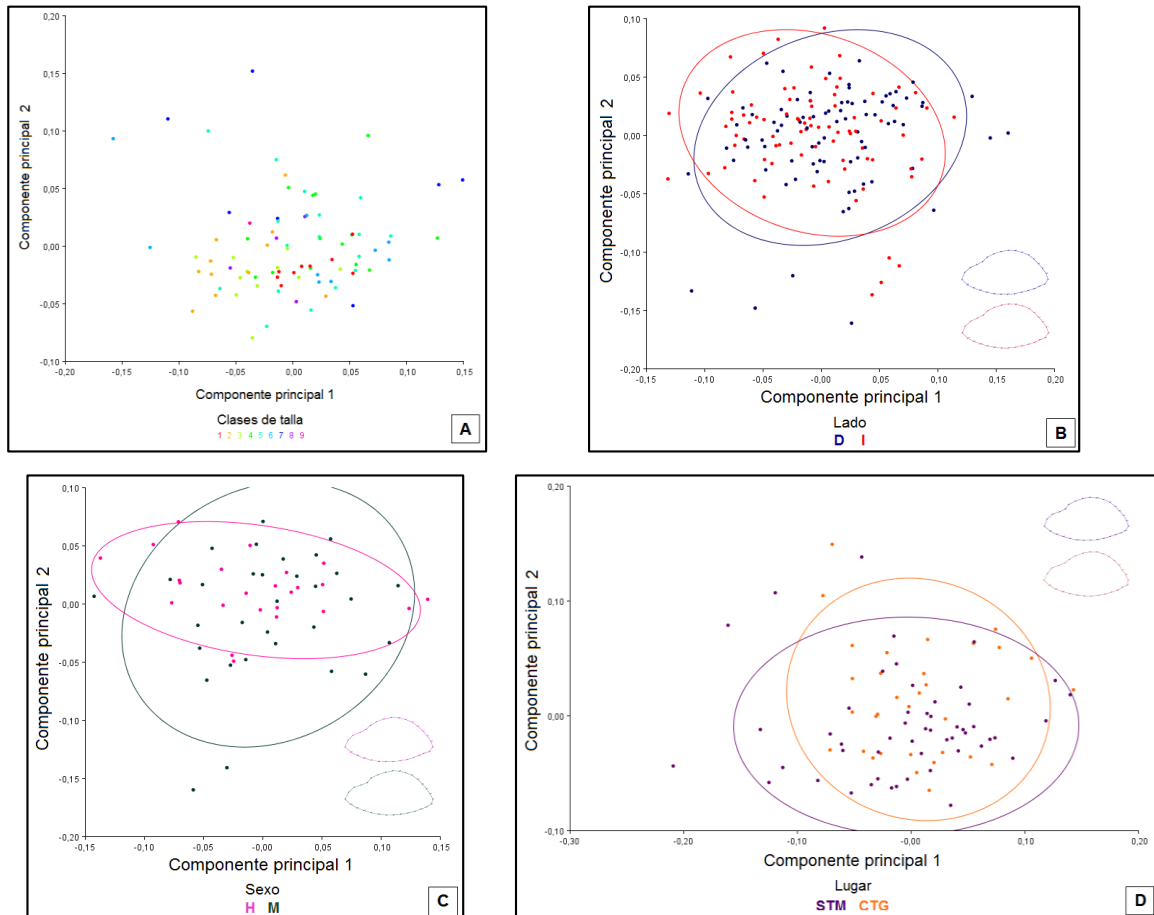 0,20
0,15
0,10
0,05
0,00
-0,05
-0,10
Componente principal 2
-0,20 -0,15 -0,10 -0,05 0,00 0,05 0,10 0,15
Componente principal 1
Clases de talla
1 2 3 4 5 6 7 8 9
A
0,10
0,05
0,00
-0,05
-0,10
-0,15
-0,20
Componente principal 2
-0,15 -0,10 -0,05 -0,00 0,05 0,10 0,15 0,20
Componente principal 1
Lado
D I
B
0,10
0,05
0,00
-0,05
-0,10
-0,15
-0,20
Componente principal 2
-0,15 -0,10 -0,05 0,00 0,05 0,10 0,15
Componente principal 1
Sexo
H M
C
0,20
0,10
0,00
-0,10
Componente principal 2
-0,30 -0,20 -0,10 -0,00 0,10 0,20
Componente principal 1
Lugar
STM CTG
D